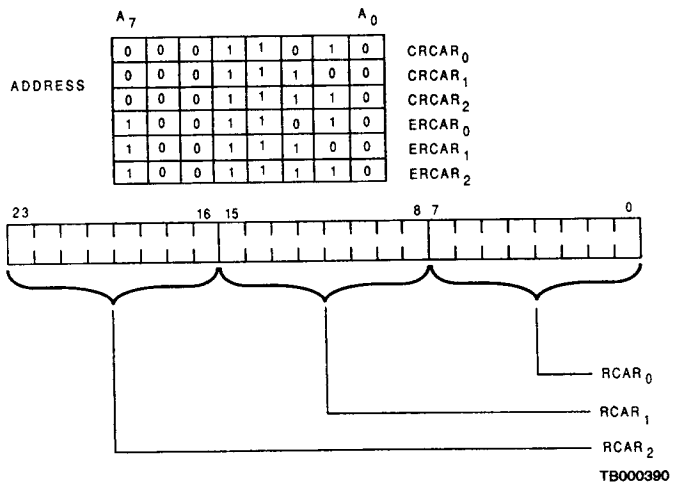 A7 A0
ADDRESS
0 0 0 1 1 0 1 0 CRCAR0
0 0 0 1 1 1 0 0 CRCAR1
0 0 0 1 1 1 1 0 CRCAR2
1 0 0 1 1 0 1 0 ERCAR0
1 0 0 1 1 1 0 0 ERCAR1
1 0 0 1 1 1 1 0 ERCAR2
23 16 15 8 7 0
RCAR0
RCAR1
RCAR2
TB000390